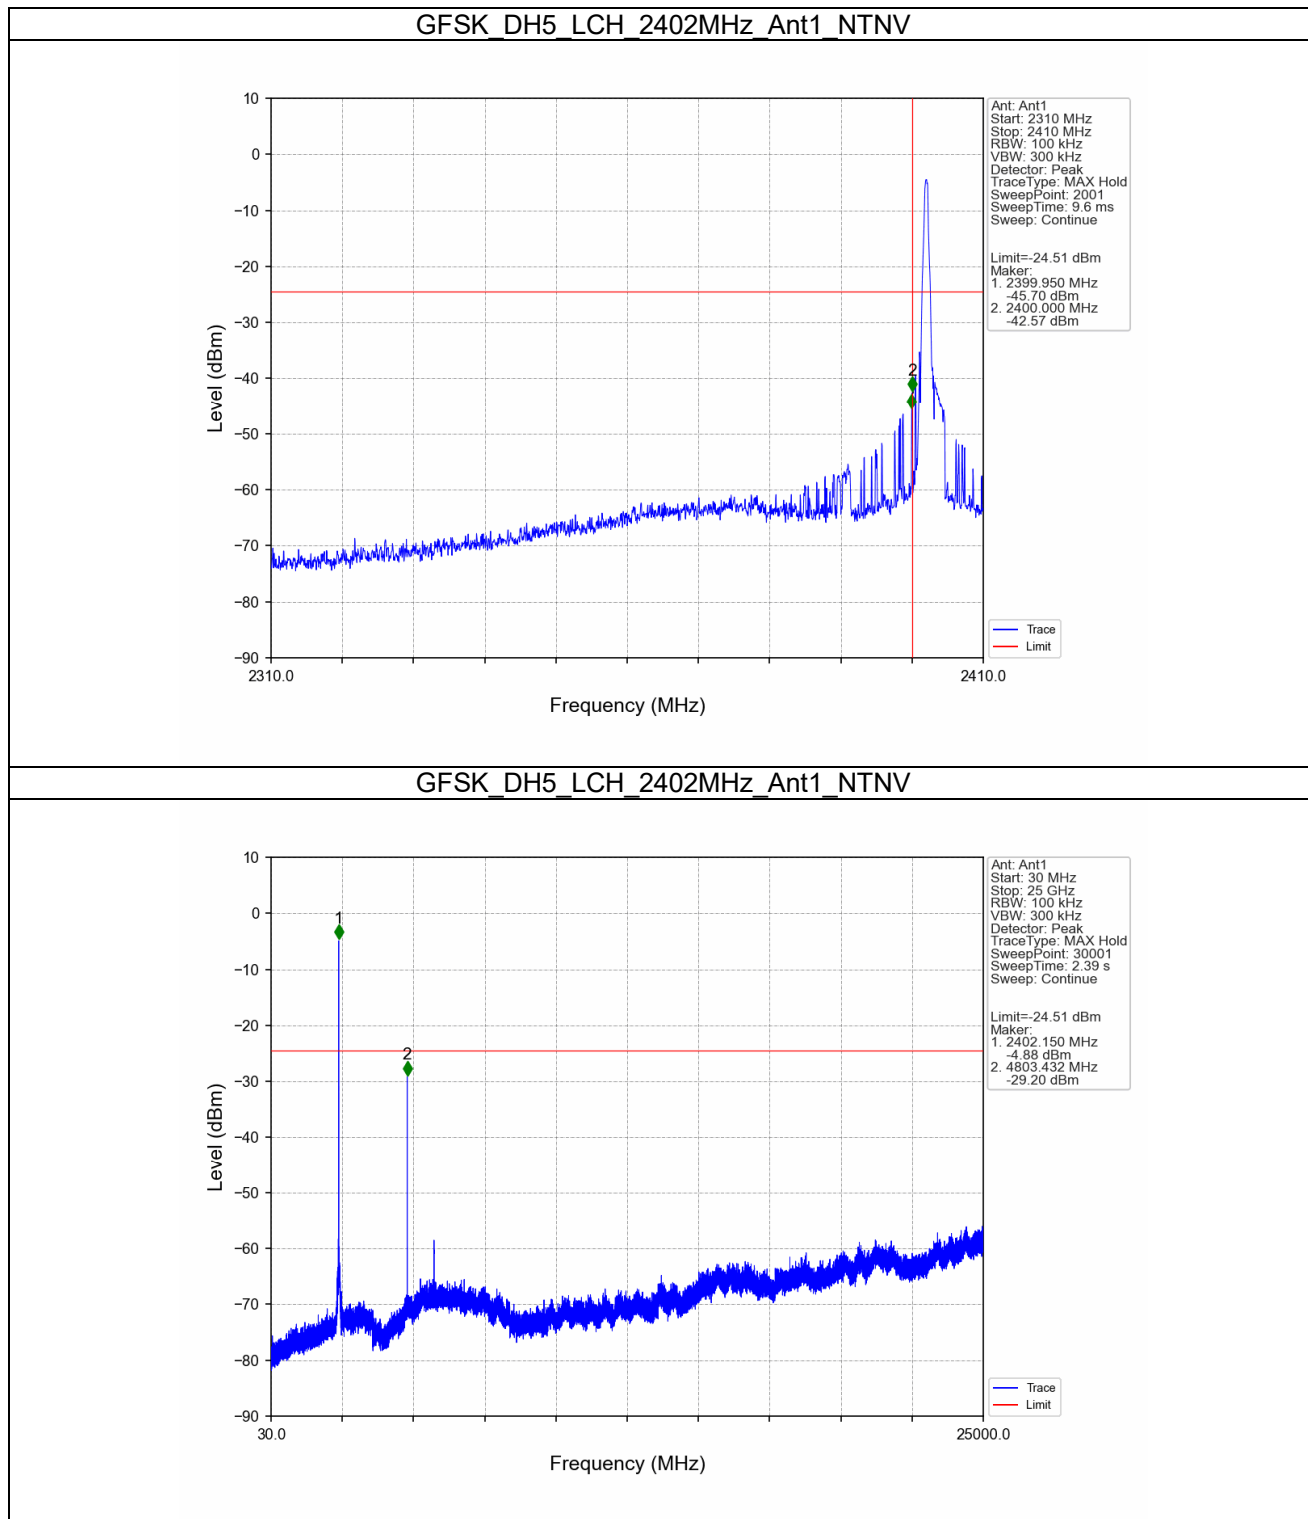 GFSK_DH5_LCH_2402MHz_Ant1_NTNV
10
0
−10
−20
−30
−40
−50
−60
−70
−80
−90
Level (dBm)
2310.0
2410.0
Frequency (MHz)
2
Ant: Ant1
Start: 2310 MHz
Stop: 2410 MHz
RBW: 100 kHz
VBW: 300 kHz
Detector: Peak
TraceType: MAX Hold
SweepPoint: 2001
SweepTime: 9.6 ms
Sweep: Continue
Limit=-24.51 dBm
Maker:
1. 2399.950 MHz
-45.70 dBm
2. 2400.000 MHz
-42.57 dBm
Trace
Limit
GFSK_DH5_LCH_2402MHz_Ant1_NTNV
10
0
−10
−20
−30
−40
−50
−60
−70
−80
−90
Level (dBm)
30.0
25000.0
Frequency (MHz)
1
2
Ant: Ant1
Start: 30 MHz
Stop: 25 GHz
RBW: 100 kHz
VBW: 300 kHz
Detector: Peak
TraceType: MAX Hold
SweepPoint: 30001
SweepTime: 2.39 s
Sweep: Continue
Limit=-24.51 dBm
Maker:
1. 2402.150 MHz
-4.88 dBm
2. 4803.432 MHz
-29.20 dBm
Trace
Limit